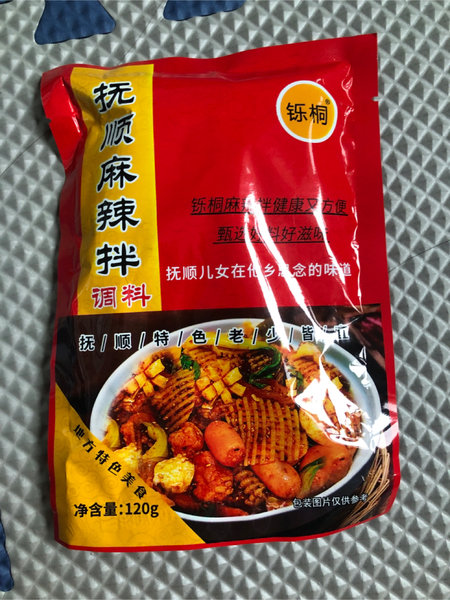 抚顺麻辣拌
调料
铄桐®
铄桐麻辣拌健康又方便
甄选好料好滋味
抚顺儿女在他乡思念的味道
抚/顺/特/色/老/少/皆/宜
地方特色美食
净含量:120g
包装图片仅供参考